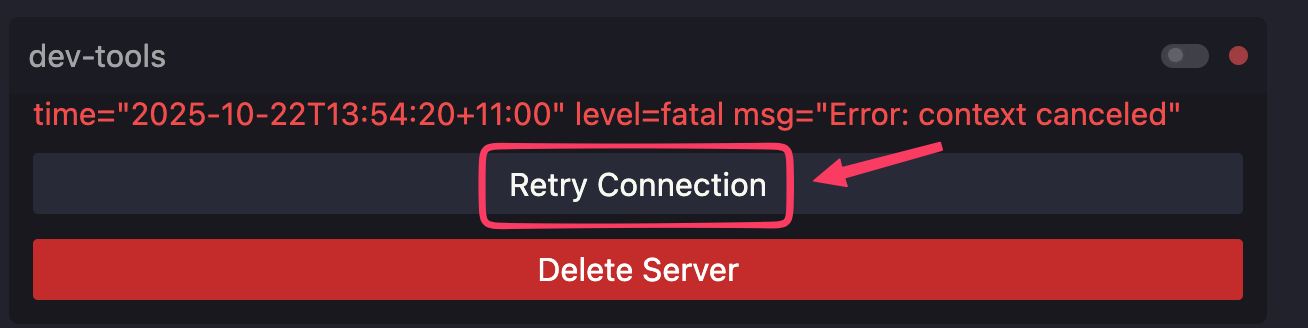 dev-tools
time="2025-10-22T13:54:20+11:00" level=fatal msg="Error: context canceled"
Retry Connection
Delete Server